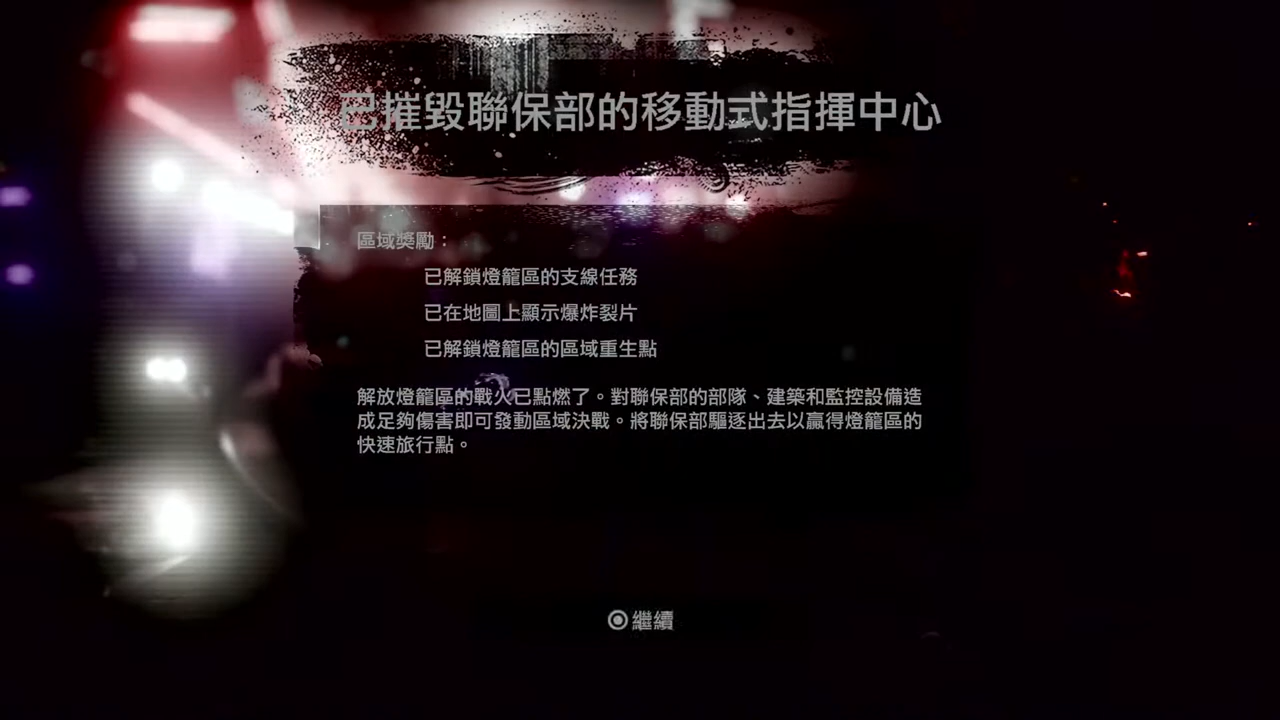 已摧毀聯保部的移動式指揮中心
區域獎勵：
已解鎖燈籠區的支線任務
已在地圖上顯示爆炸裂片
已解鎖燈籠區的區域重生點
解放燈籠區的戰火已點燃了。對聯保部的部隊、建築和監控設備造
成足夠傷害即可發動區域決戰。將聯保部驅逐出去以贏得燈籠區的
快速旅行點。
繼續